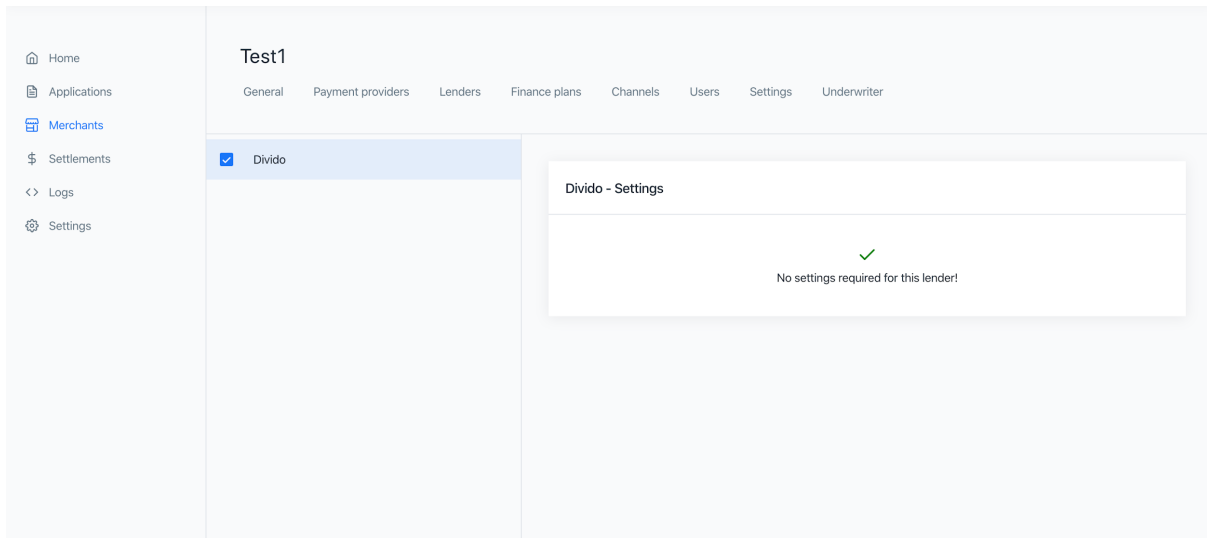 Home
Applications
Merchants
Settlements
Logs
Settings
Test1
General Payment providers Lenders Finance plans Channels Users Settings Underwriter
Divido
Divido - Settings
No settings required for this lender!